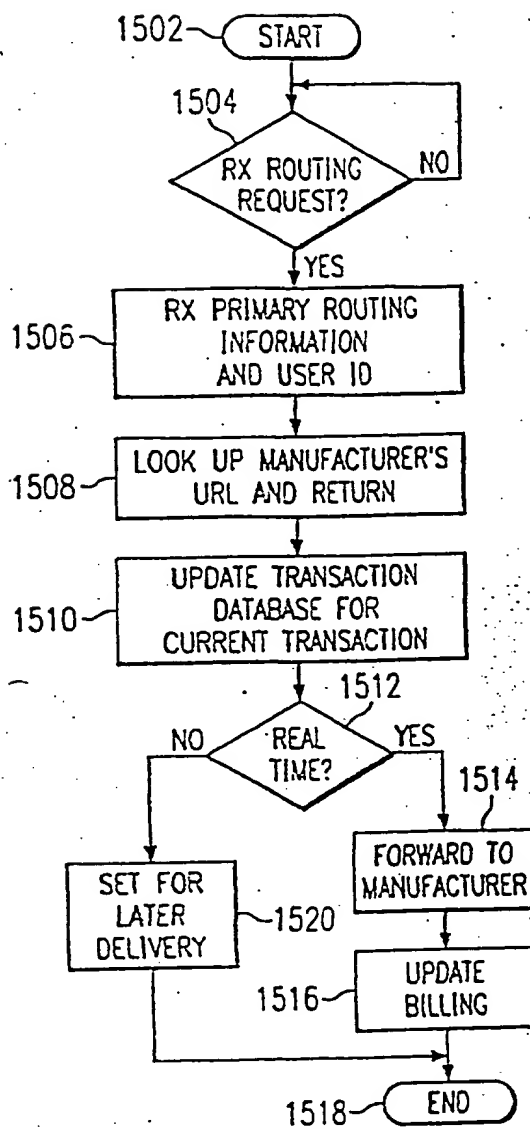 1502
START
1504
RX ROUTING
REQUEST?
NO
YES
1506
RX PRIMARY ROUTING
INFORMATION
AND USER ID
1508
LOOK UP MANUFACTURER'S
URL AND RETURN
1510
UPDATE TRANSACTION
DATABASE FOR
CURRENT TRANSACTION
1512
NO
REAL
TIME?
YES
1514
FORWARD TO
MANUFACTURER
SET FOR
LATER
DELIVERY
1520
1516
UPDATE
BILLING
1518
END